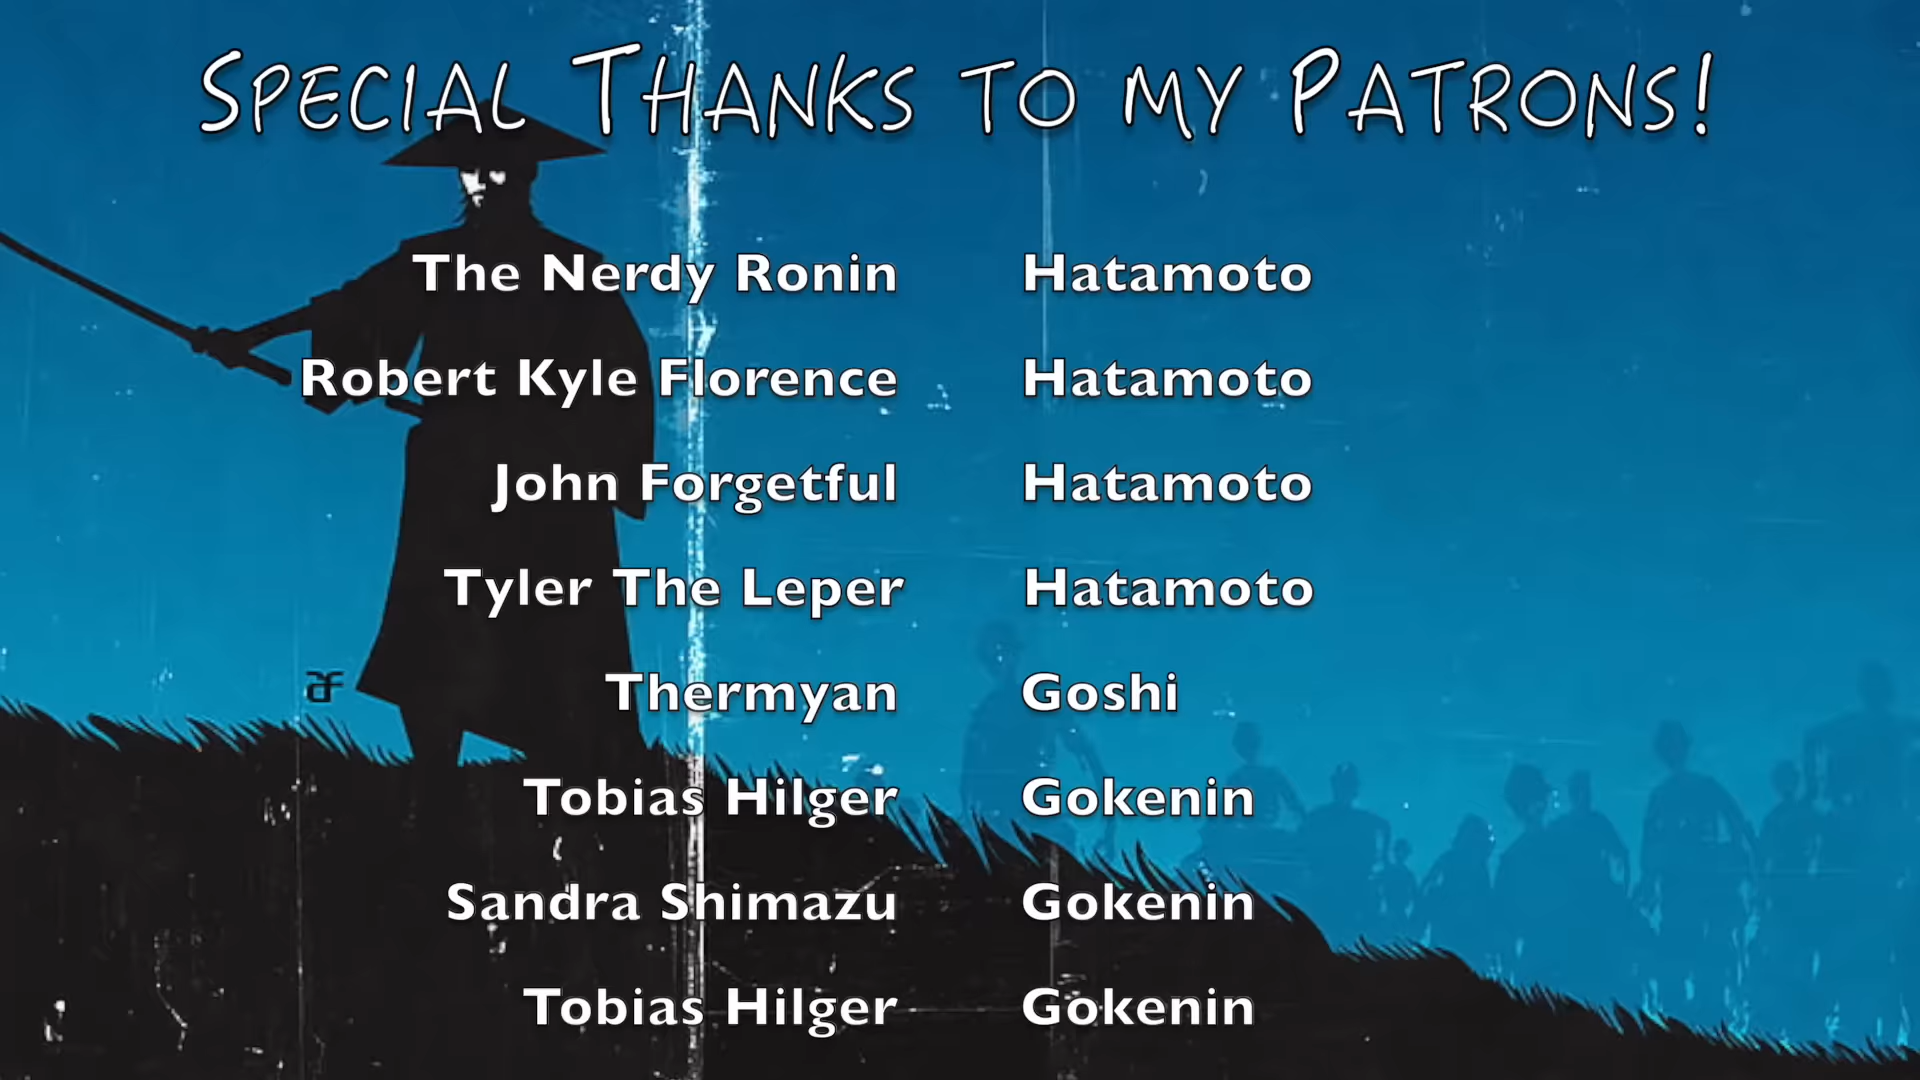 SPECIAL THANKS TO MY PATRONS!
The Nerdy Ronin Hatamoto
Robert Kyle Florence Hatamoto
John Forgetful Hatamoto
Tyler The Leper Hatamoto
Thermyan Goshi
Tobias Hilger Gokenin
Sandra Shimazu Gokenin
Tobias Hilger Gokenin